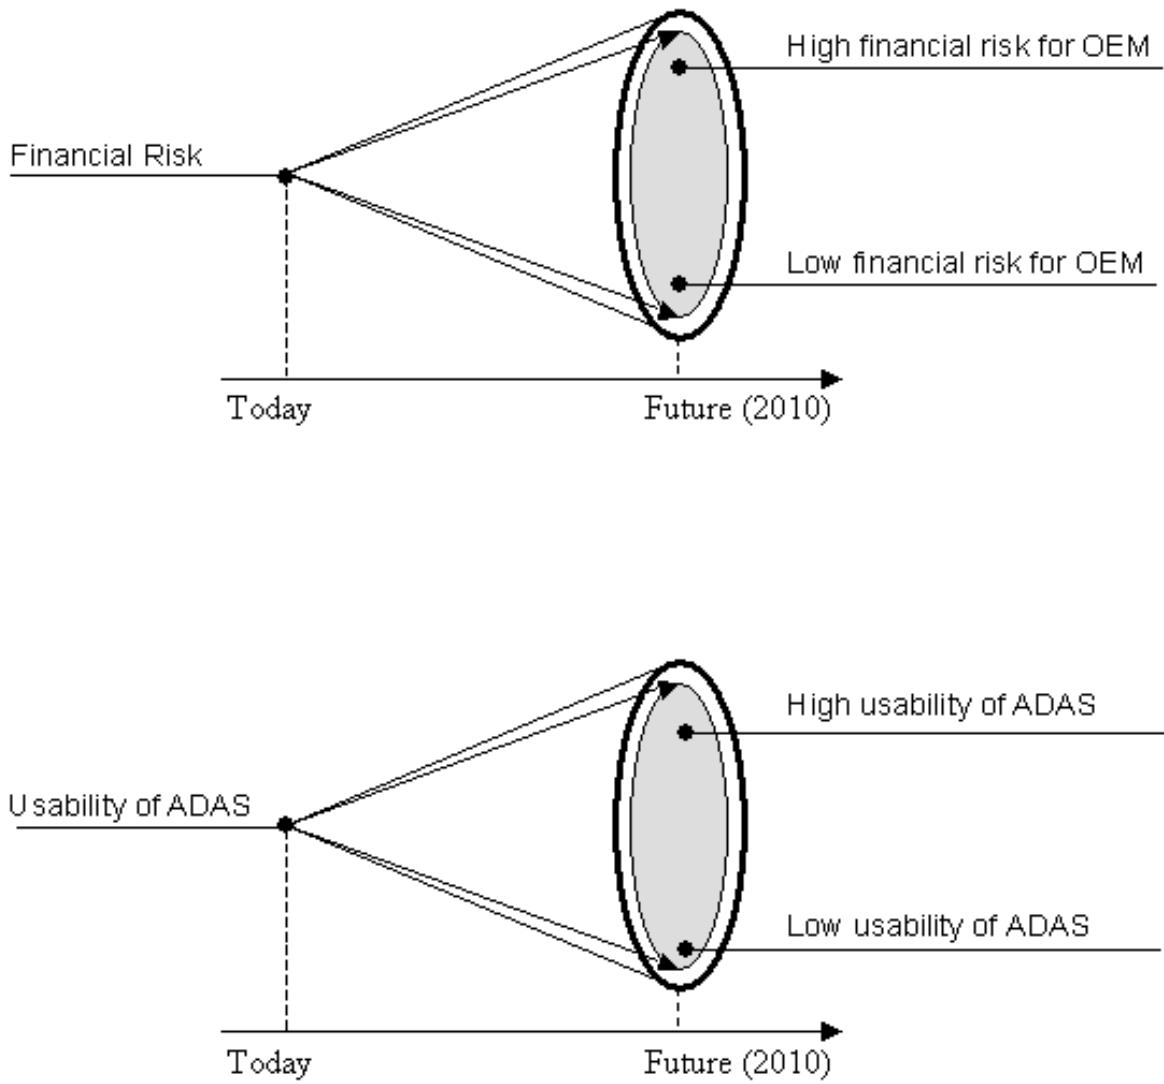 High financial risk for OEM
Financial Risk
Low financial risk for OEM
Today
Future (2010)
High usability of ADAS
Usability of ADAS
Low usability of ADAS
Today
Future (2010)